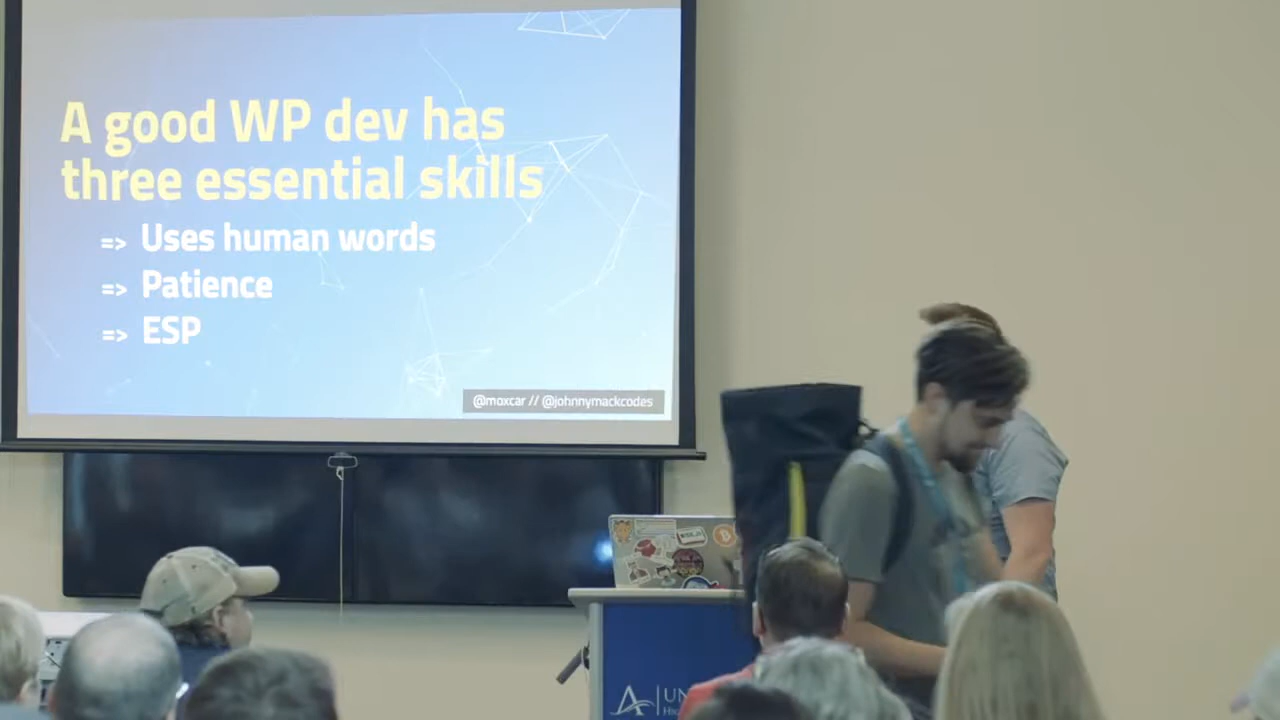 A good WP dev has
three essential skills
=> Uses human words
=> Patience
=> ESP
@moxcar // @johnnymackcodes